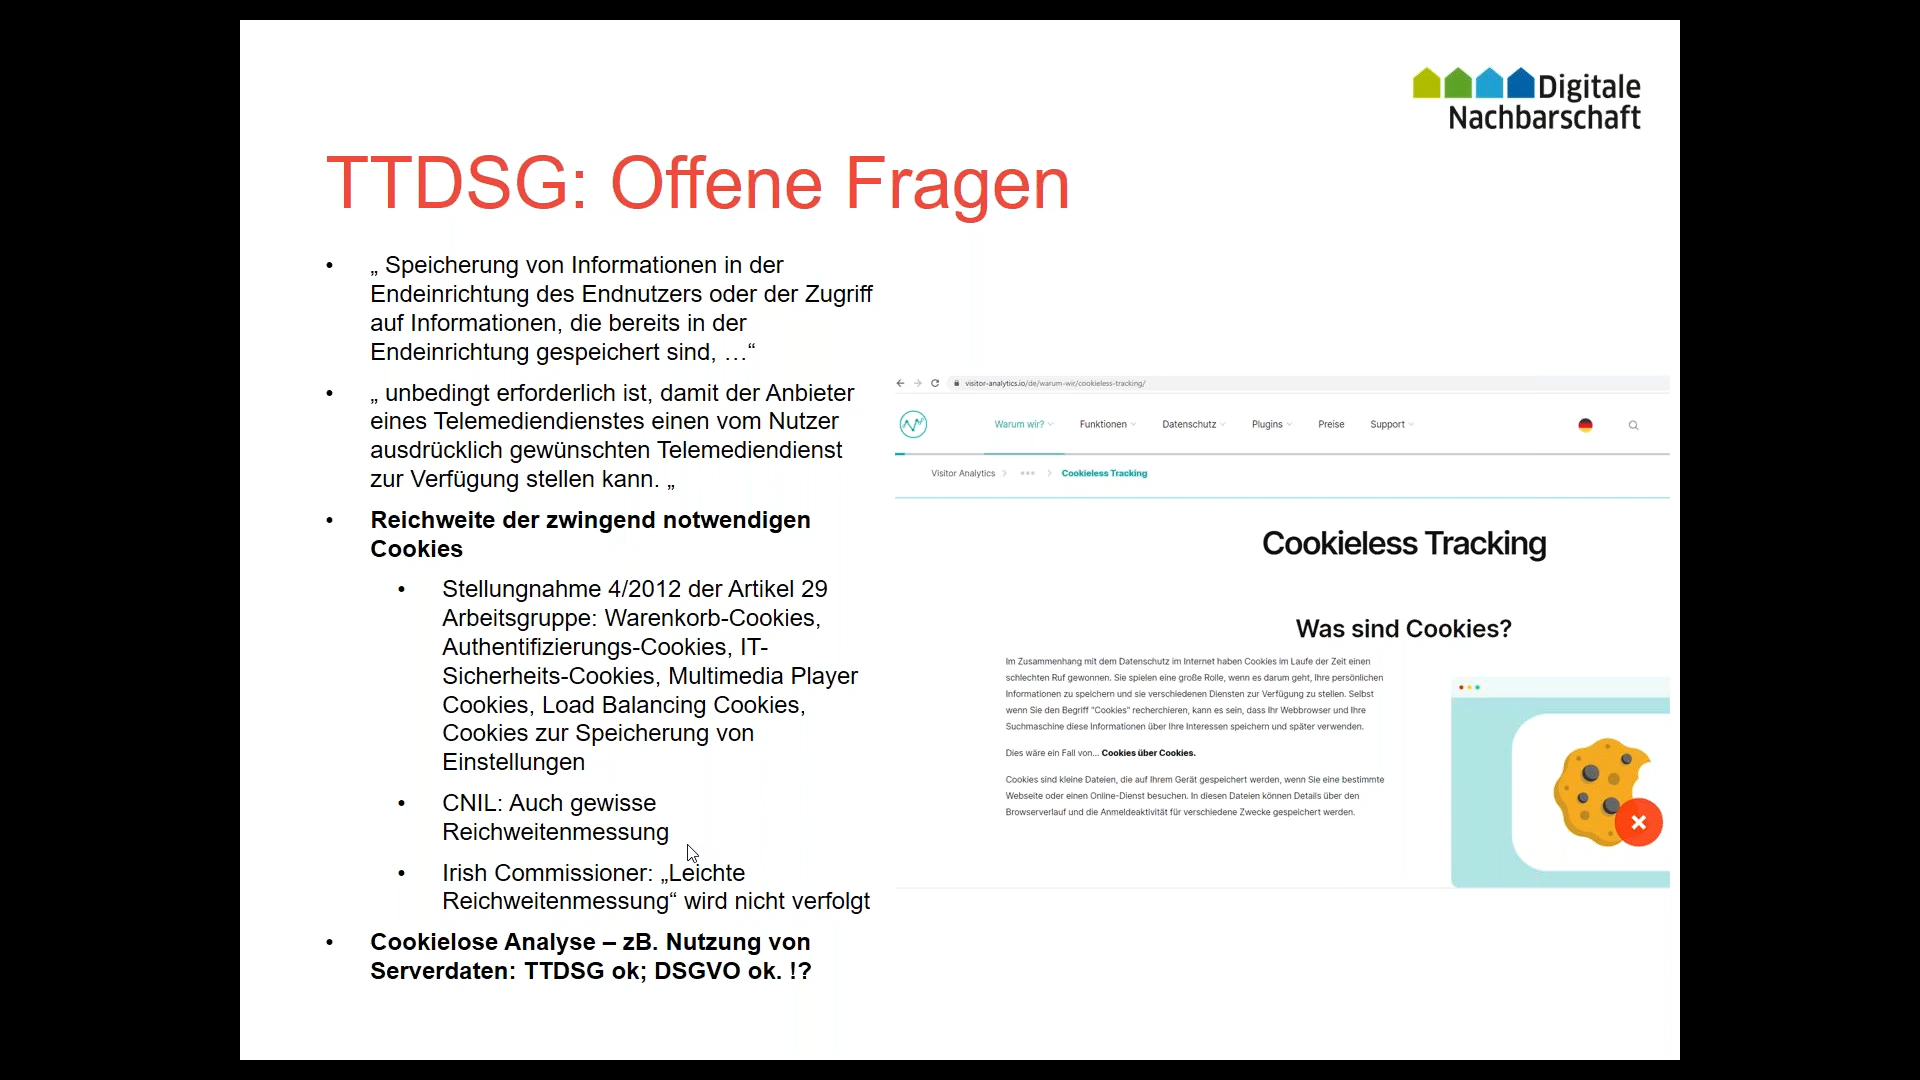 Digitale
Nachbarschaft
TTDSG: Offene Fragen
• „ Speicherung von Informationen in der
Endeinrichtung des Endnutzers oder der Zugriff
auf Informationen, die bereits in der
Endeinrichtung gespeichert sind, …“
• „ unbedingt erforderlich ist, damit der Anbieter
eines Telemediendienstes einen vom Nutzer
ausdrücklich gewünschten Telemediendienst
zur Verfügung stellen kann. „
• Reichweite der zwingend notwendigen
Cookies
• Stellungnahme 4/2012 der Artikel 29
Arbeitsgruppe: Warenkorb-Cookies,
Authentifizierungs-Cookies, IT-
Sicherheits-Cookies, Multimedia Player
Cookies, Load Balancing Cookies,
Cookies zur Speicherung von
Einstellungen
• CNIL: Auch gewisse
Reichweitenmessung
• Irish Commissioner: „Leichte
Reichweitenmessung“ wird nicht verfolgt
• Cookielose Analyse – zB. Nutzung von
Serverdaten: TTDSG ok; DSGVO ok. !?
visitor-analytics.io/de/warum-wir/cookieless-tracking/
Warum wir? Funktionen Datenschutz Plugins Preise Support
Visitor Analytics > ••• > Cookieless Tracking
Cookieless Tracking
Was sind Cookies?
Im Zusammenhang mit dem Datenschutz im Internet haben Cookies im Laufe der Zeit einen
schlechten Ruf gewonnen. Sie spielen eine große Rolle, wenn es darum geht, Ihre persönlichen
Informationen zu speichern und sie verschiedenen Diensten zur Verfügung zu stellen. Selbst
wenn Sie den Begriff "Cookies" recherchieren, kann es sein, dass Ihr Webbrowser und Ihre
Suchmaschine diese Informationen über Ihre Interessen speichern und später verwenden.
Dies wäre ein Fall von... Cookies über Cookies.
Cookies sind kleine Dateien, die auf Ihrem Gerät gespeichert werden, wenn Sie eine bestimmte
Webseite oder einen Online-Dienst besuchen. In diesen Dateien können Details über den
Browserverlauf und die Anmeldeaktivität für verschiedene Zwecke gespeichert werden.